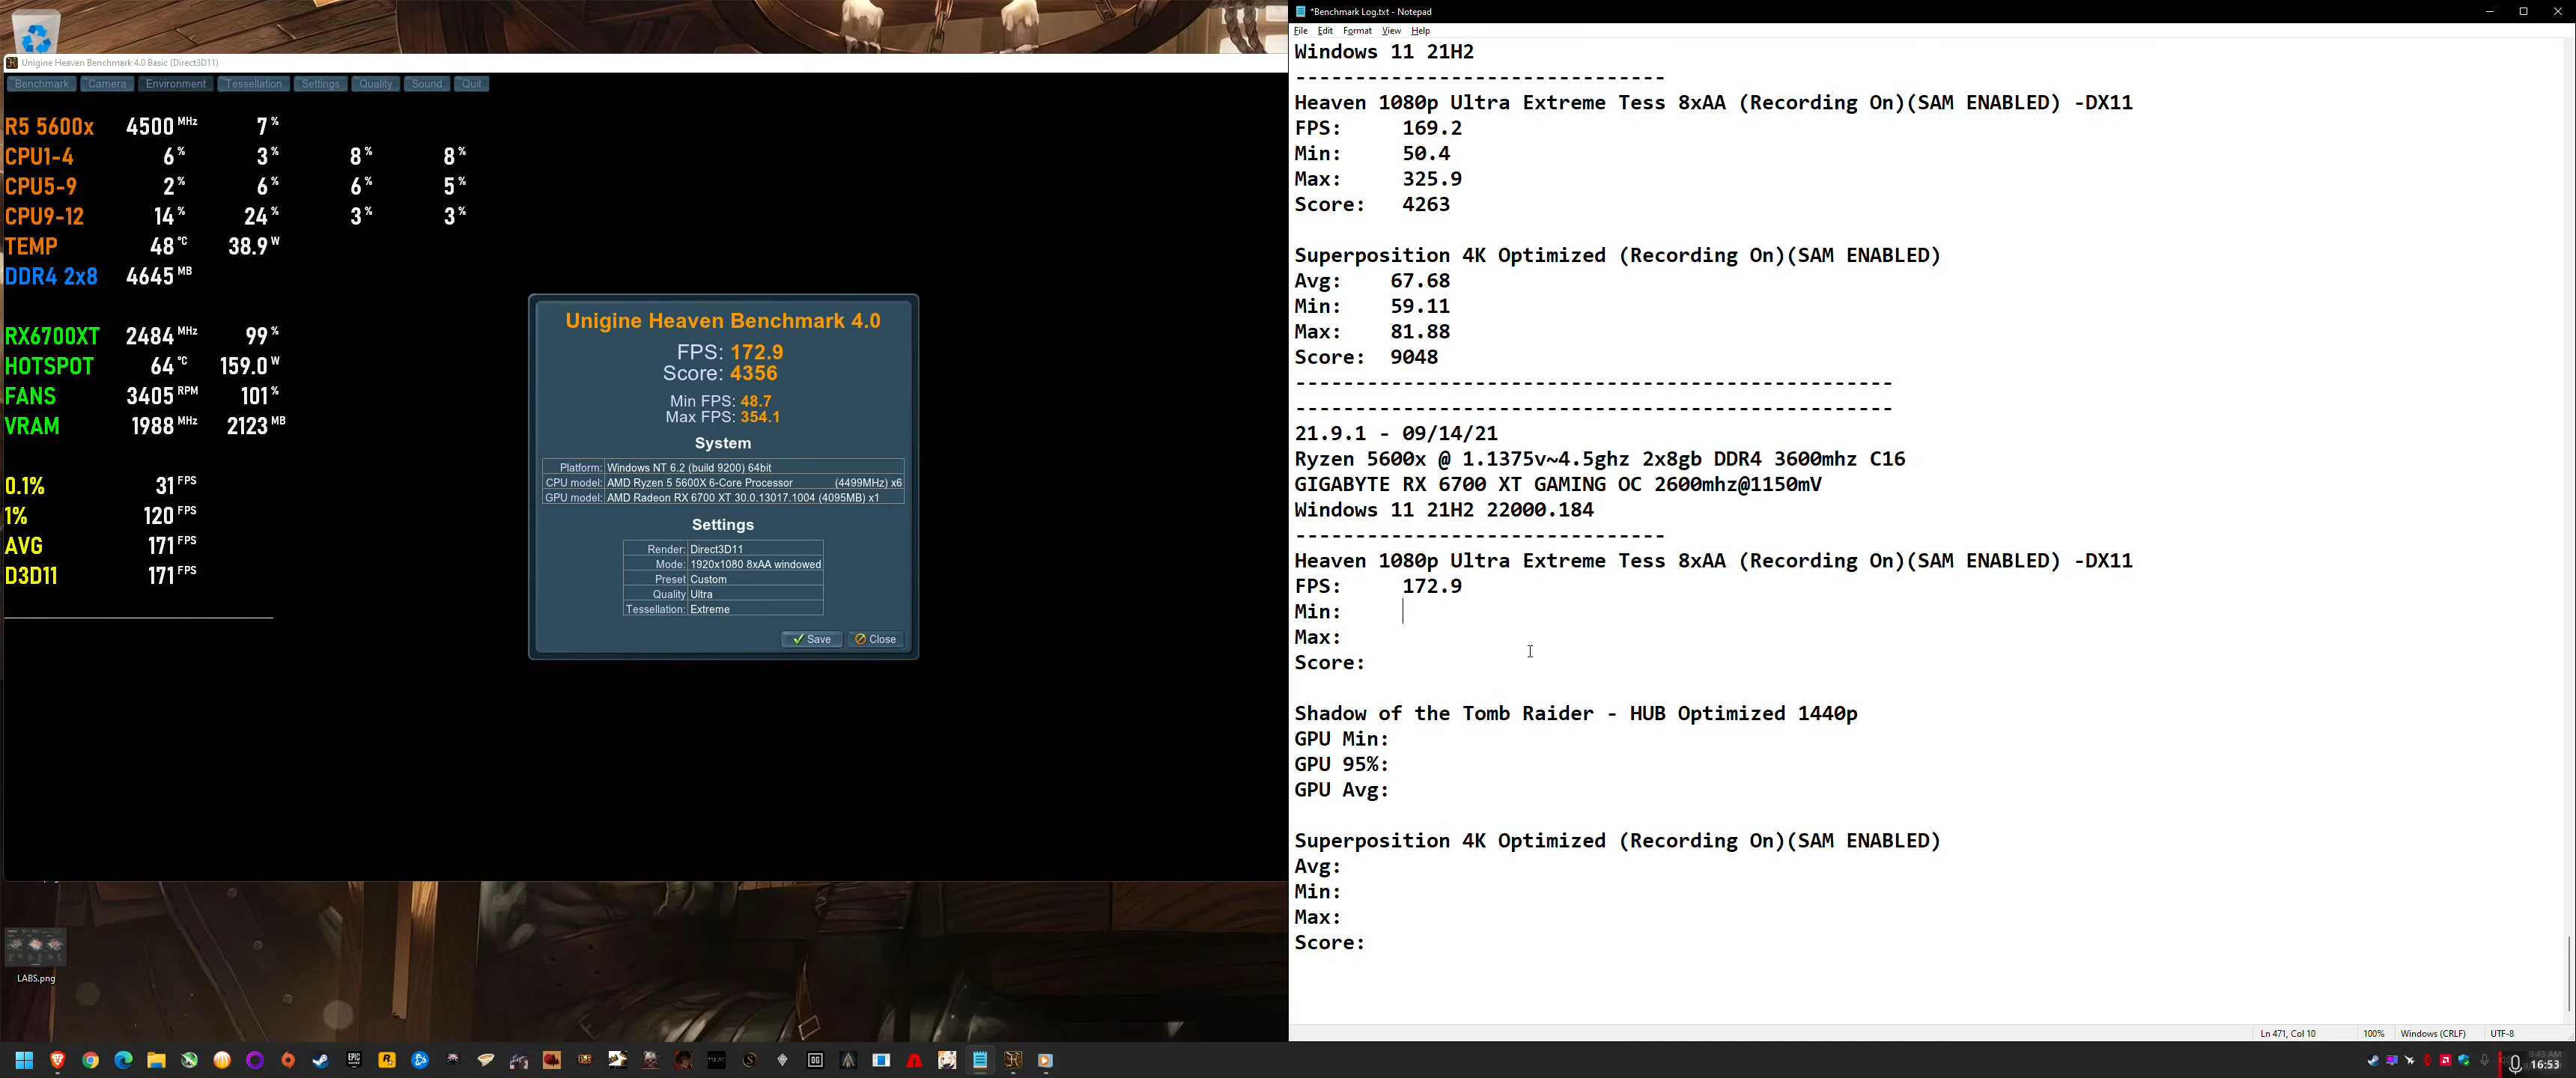 Unigine Heaven Benchmark 4.0 Basic (Direct3D11)
Benchmark Camera Environment Tessellation Settings Quality Sound Quit
R5 5600x 4500 MHz 7 %
CPU1-4 6 % 3 % 8 % 8 %
CPU5-9 2 % 6 % 6 % 5 %
CPU9-12 14 % 24 % 3 % 3 %
TEMP 48 °C 38.9 W
DDR4 2x8 4645 MB
RX6700XT 2484 MHz 99 %
HOTSPOT 64 °C 159.0 W
FANS 3405 RPM 101 %
VRAM 1988 MHz 2123 MB
0.1% 31 FPS
1% 120 FPS
AVG 171 FPS
D3D11 171 FPS
Unigine Heaven Benchmark 4.0
FPS: 172.9
Score: 4356
Min FPS: 48.7
Max FPS: 354.1
System
Platform: Windows NT 6.2 (build 9200) 64bit
CPU model: AMD Ryzen 5 5600X 6-Core Processor (4499MHz) x6
GPU model: AMD Radeon RX 6700 XT 30.0.13017.1004 (4095MB) x1
Settings
Render: Direct3D11
Mode: 1920x1080 8xAA windowed
Preset Custom
Quality Ultra
Tessellation: Extreme
Save Close
LABS.png
*Benchmark Log.txt - Notepad
File Edit Format View Help
Windows 11 21H2
-------------------------------
Heaven 1080p Ultra Extreme Tess 8xAA (Recording On)(SAM ENABLED) -DX11
FPS: 169.2
Min: 50.4
Max: 325.9
Score: 4263
Superposition 4K Optimized (Recording On)(SAM ENABLED)
Avg: 67.68
Min: 59.11
Max: 81.88
Score: 9048
--------------------------------------------------
--------------------------------------------------
21.9.1 - 09/14/21
Ryzen 5600x @ 1.1375v~4.5ghz 2x8gb DDR4 3600mhz C16
GIGABYTE RX 6700 XT GAMING OC 2600mhz@1150mV
Windows 11 21H2 22000.184
-------------------------------
Heaven 1080p Ultra Extreme Tess 8xAA (Recording On)(SAM ENABLED) -DX11
FPS: 172.9
Min:
Max:
Score:
Shadow of the Tomb Raider - HUB Optimized 1440p
GPU Min:
GPU 95%:
GPU Avg:
Superposition 4K Optimized (Recording On)(SAM ENABLED)
Avg:
Min:
Max:
Score:
Ln 471, Col 10 100% Windows (CRLF) UTF-8
EPIC
9:43 AM
16:53